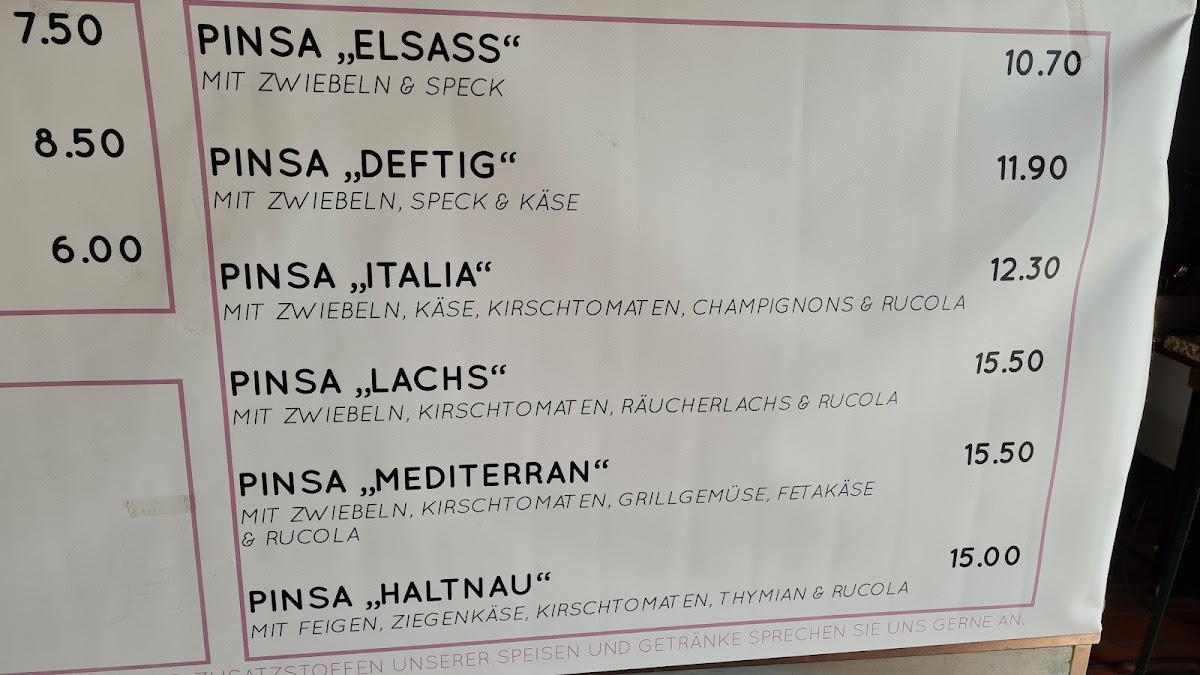 7.50
8.50
6.00
PINSA „ELSASS“
10.70
MIT ZWIEBELN & SPECK
PINSA „DEFTIG“
11.90
MIT ZWIEBELN, SPECK & KÄSE
PINSA „ITALIA“
12.30
MIT ZWIEBELN, KÄSE, KIRSCHTOMATEN, CHAMPIGNONS & RUCOLA
PINSA „LACHS“
15.50
MIT ZWIEBELN, KIRSCHTOMATEN, RÄUCHERLACHS & RUCOLA
PINSA „MEDITERRAN“
15.50
MIT ZWIEBELN, KIRSCHTOMATEN, GRILLGEMÜSE, FETAKÄSE
& RUCOLA
PINSA „HALTNAU“
15.00
MIT FEIGEN, ZIEGENKÄSE, KIRSCHTOMATEN, THYMIAN & RUCOLA
ZUSATZSTOFFEN UNSERER SPEISEN UND GETRÄNKE SPRECHEN SIE UNS GERNE AN.